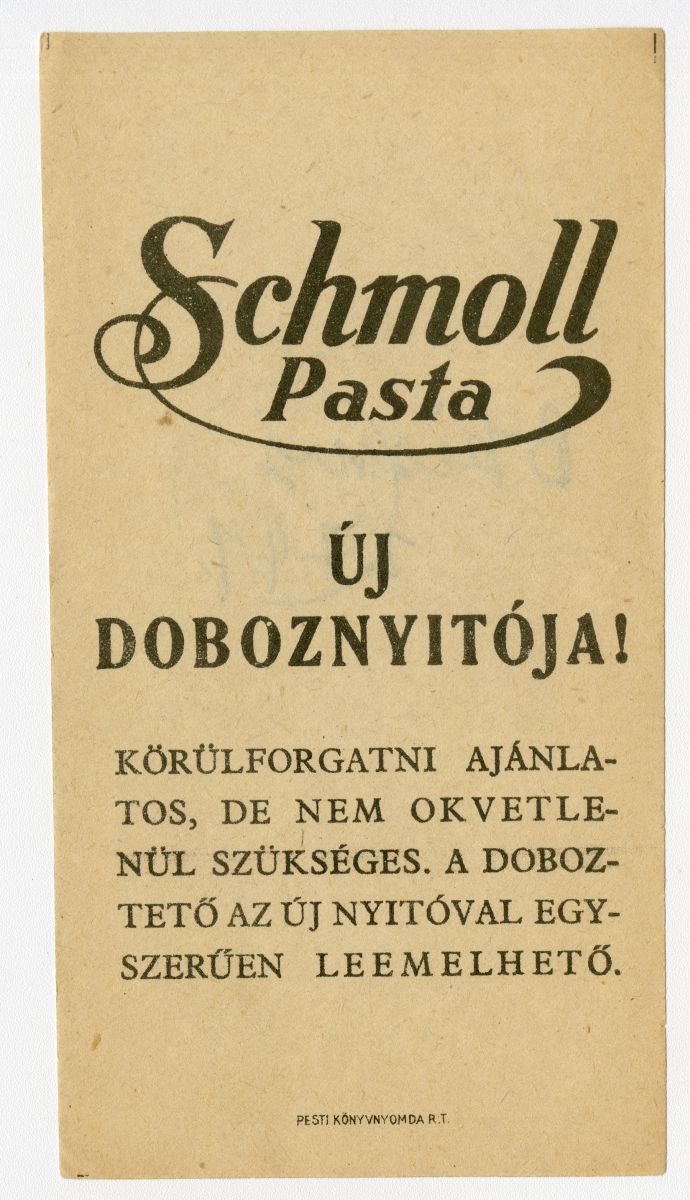 Schmoll
Pasta
ÚJ
DOBOZNYITÓJA!
KÖRÜLFORGATNI AJÁNLA-
TOS, DE NEM OKVETLE-
NÜL SZÜKSÉGES. A DOBOZ-
TETŐ AZ ÚJ NYITÓVAL EGY-
SZERŰEN LEEMELHETŐ.
PESTI KÖNYVNYOMDA R.T.